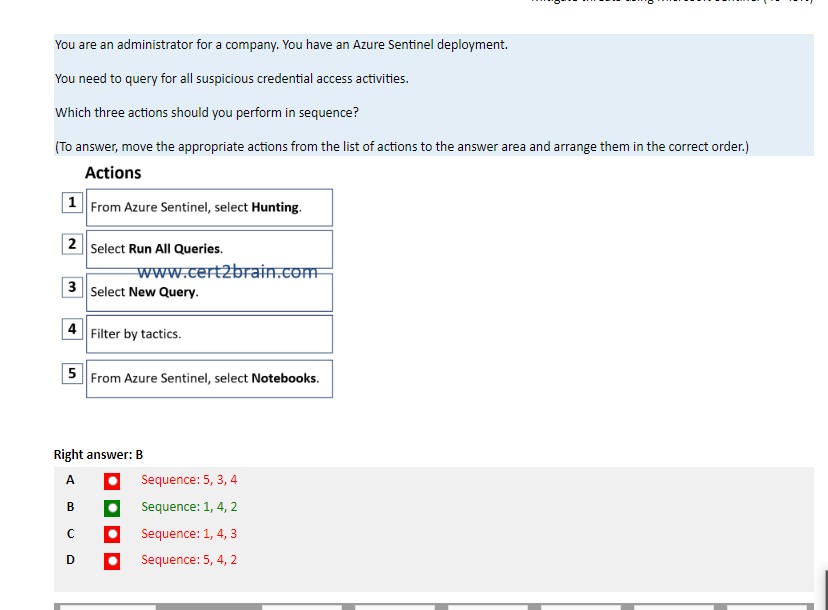 You are an administrator for a company. You have an Azure Sentinel deployment.
You need to query for all suspicious credential access activities.
Which three actions should you perform in sequence?
(To answer, move the appropriate actions from the list of actions to the answer area and arrange them in the correct order.)
Actions
1 From Azure Sentinel, select Hunting.
2 Select Run All Queries.
www.cert2brain.com
3 Select New Query.
4 Filter by tactics.
5 From Azure Sentinel, select Notebooks.
Right answer: B
A Sequence: 5, 3, 4
B Sequence: 1, 4, 2
C Sequence: 1, 4, 3
D Sequence: 5, 4, 2